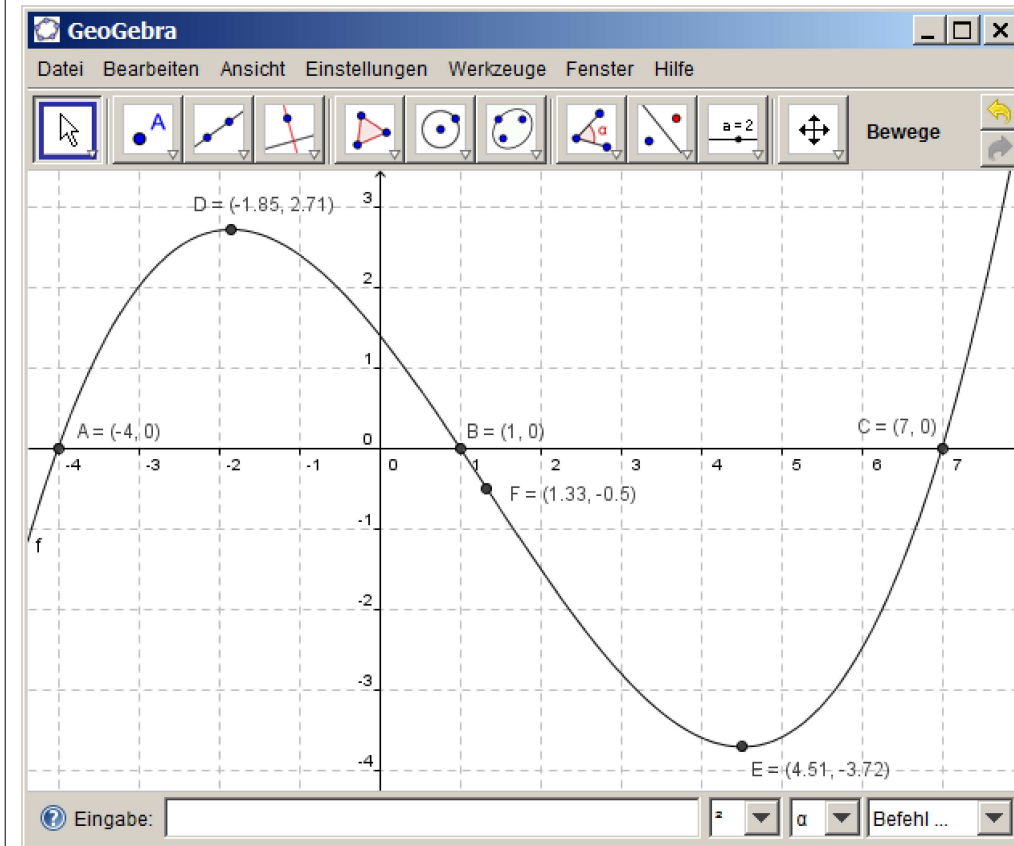 GeoGebra
Datei Bearbeiten Ansicht Einstellungen Werkzeuge Fenster Hilfe
A α a = 2 Bewege
D = (-1.85, 2.71) 3
2
1
A = (-4, 0) 0 B = (1, 0) C = (7, 0)
-4 -3 -2 -1 0 1 2 3 4 5 6 7
F = (1.33, -0.5)
-1
f
-2
-3
-4
E = (4.51, -3.72)
Eingabe: ² α Befehl ...